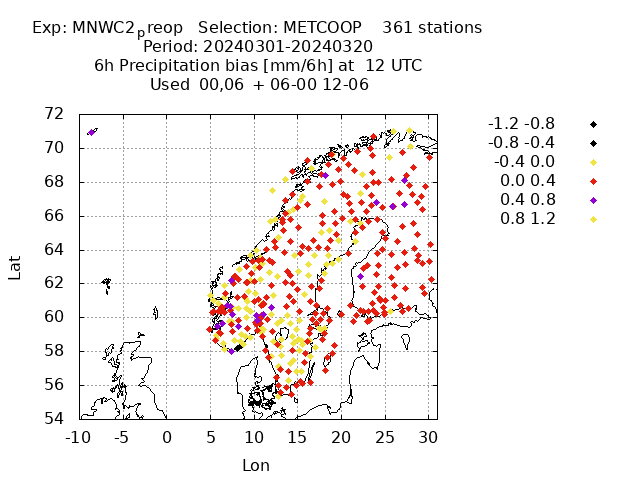 Exp: MNWC2preop   Selection: METCOOP    361 stations
Period: 20240301-20240320
6h Precipitation bias [mm/6h] at  12 UTC
Used  00,06  + 06-00 12-06
72
70
68
66
64
62
60
58
56
54
Lat
-10 -5 0 5 10 15 20 25 30
Lon
-1.2 -0.8
-0.8 -0.4
-0.4 0.0
0.0 0.4
0.4 0.8
0.8 1.2